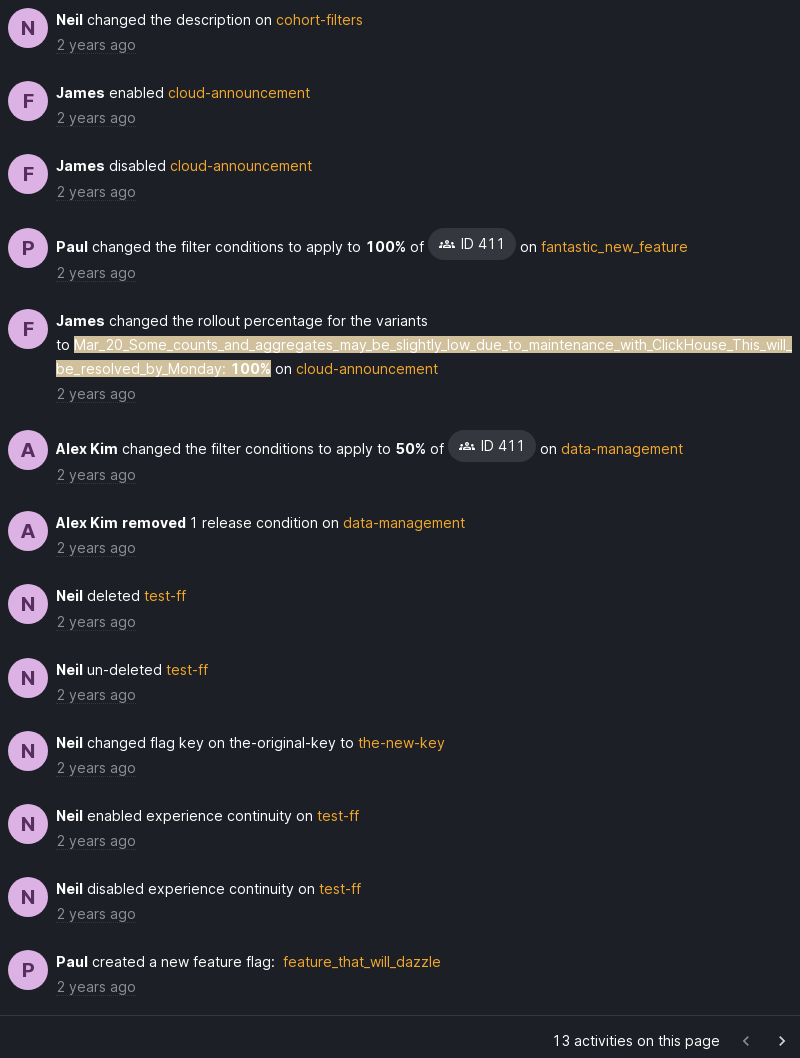 N
Neil changed the description on cohort-filters
2 years ago
F
James enabled cloud-announcement
2 years ago
F
James disabled cloud-announcement
2 years ago
P
Paul changed the filter conditions to apply to 100% of ID 411 on fantastic_new_feature
2 years ago
F
James changed the rollout percentage for the variants
to Mar_20_Some_counts_and_aggregates_may_be_slightly_low_due_to_maintenance_with_ClickHouse_This_will_
be_resolved_by_Monday: 100% on cloud-announcement
2 years ago
A
Alex Kim changed the filter conditions to apply to 50% of ID 411 on data-management
2 years ago
A
Alex Kim removed 1 release condition on data-management
2 years ago
N
Neil deleted test-ff
2 years ago
N
Neil un-deleted test-ff
2 years ago
N
Neil changed flag key on the-original-key to the-new-key
2 years ago
N
Neil enabled experience continuity on test-ff
2 years ago
N
Neil disabled experience continuity on test-ff
2 years ago
P
Paul created a new feature flag: feature_that_will_dazzle
2 years ago
13 activities on this page